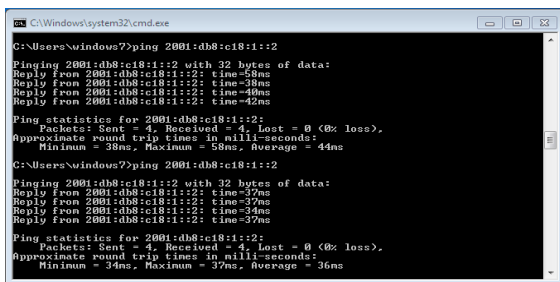 C:\Windows\system32\cmd.exe
C:\Users\windows7>ping 2001:db8:c18:1::2
Pinging 2001:db8:c18:1::2 with 32 bytes of data:
Reply from 2001:db8:c18:1::2: time=58ms
Reply from 2001:db8:c18:1::2: time=38ms
Reply from 2001:db8:c18:1::2: time=40ms
Reply from 2001:db8:c18:1::2: time=42ms
Ping statistics for 2001:db8:c18:1::2:
Packets: Sent = 4, Received = 4, Lost = 0 (0% loss),
Approximate round trip times in milli-seconds:
Minimum = 38ms, Maximum = 58ms, Average = 44ms
C:\Users\windows7>ping 2001:db8:c18:1::2
Pinging 2001:db8:c18:1::2 with 32 bytes of data:
Reply from 2001:db8:c18:1::2: time=37ms
Reply from 2001:db8:c18:1::2: time=37ms
Reply from 2001:db8:c18:1::2: time=34ms
Reply from 2001:db8:c18:1::2: time=37ms
Ping statistics for 2001:db8:c18:1::2:
Packets: Sent = 4, Received = 4, Lost = 0 (0% loss),
Approximate round trip times in milli-seconds:
Minimum = 34ms, Maximum = 37ms, Average = 36ms